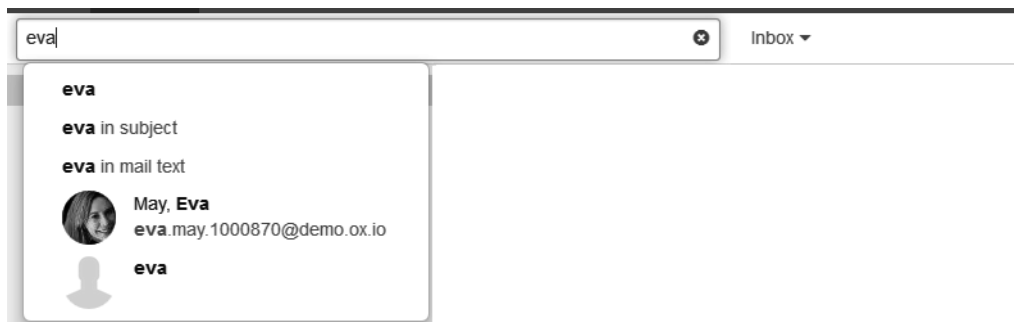 eva
Inbox
eva
eva in subject
eva in mail text
May, Eva
eva.may.1000870@demo.ox.io
eva